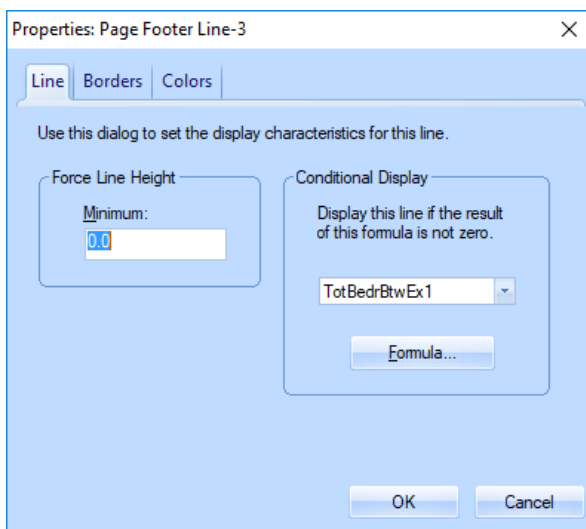 Properties: Page Footer Line-3
Line Borders Colors
Use this dialog to set the display characteristics for this line.
Force Line Height
Minimum:
0.0
Conditional Display
Display this line if the result
of this formula is not zero.
TotBedrBtwEx1
Formula...
OK Cancel